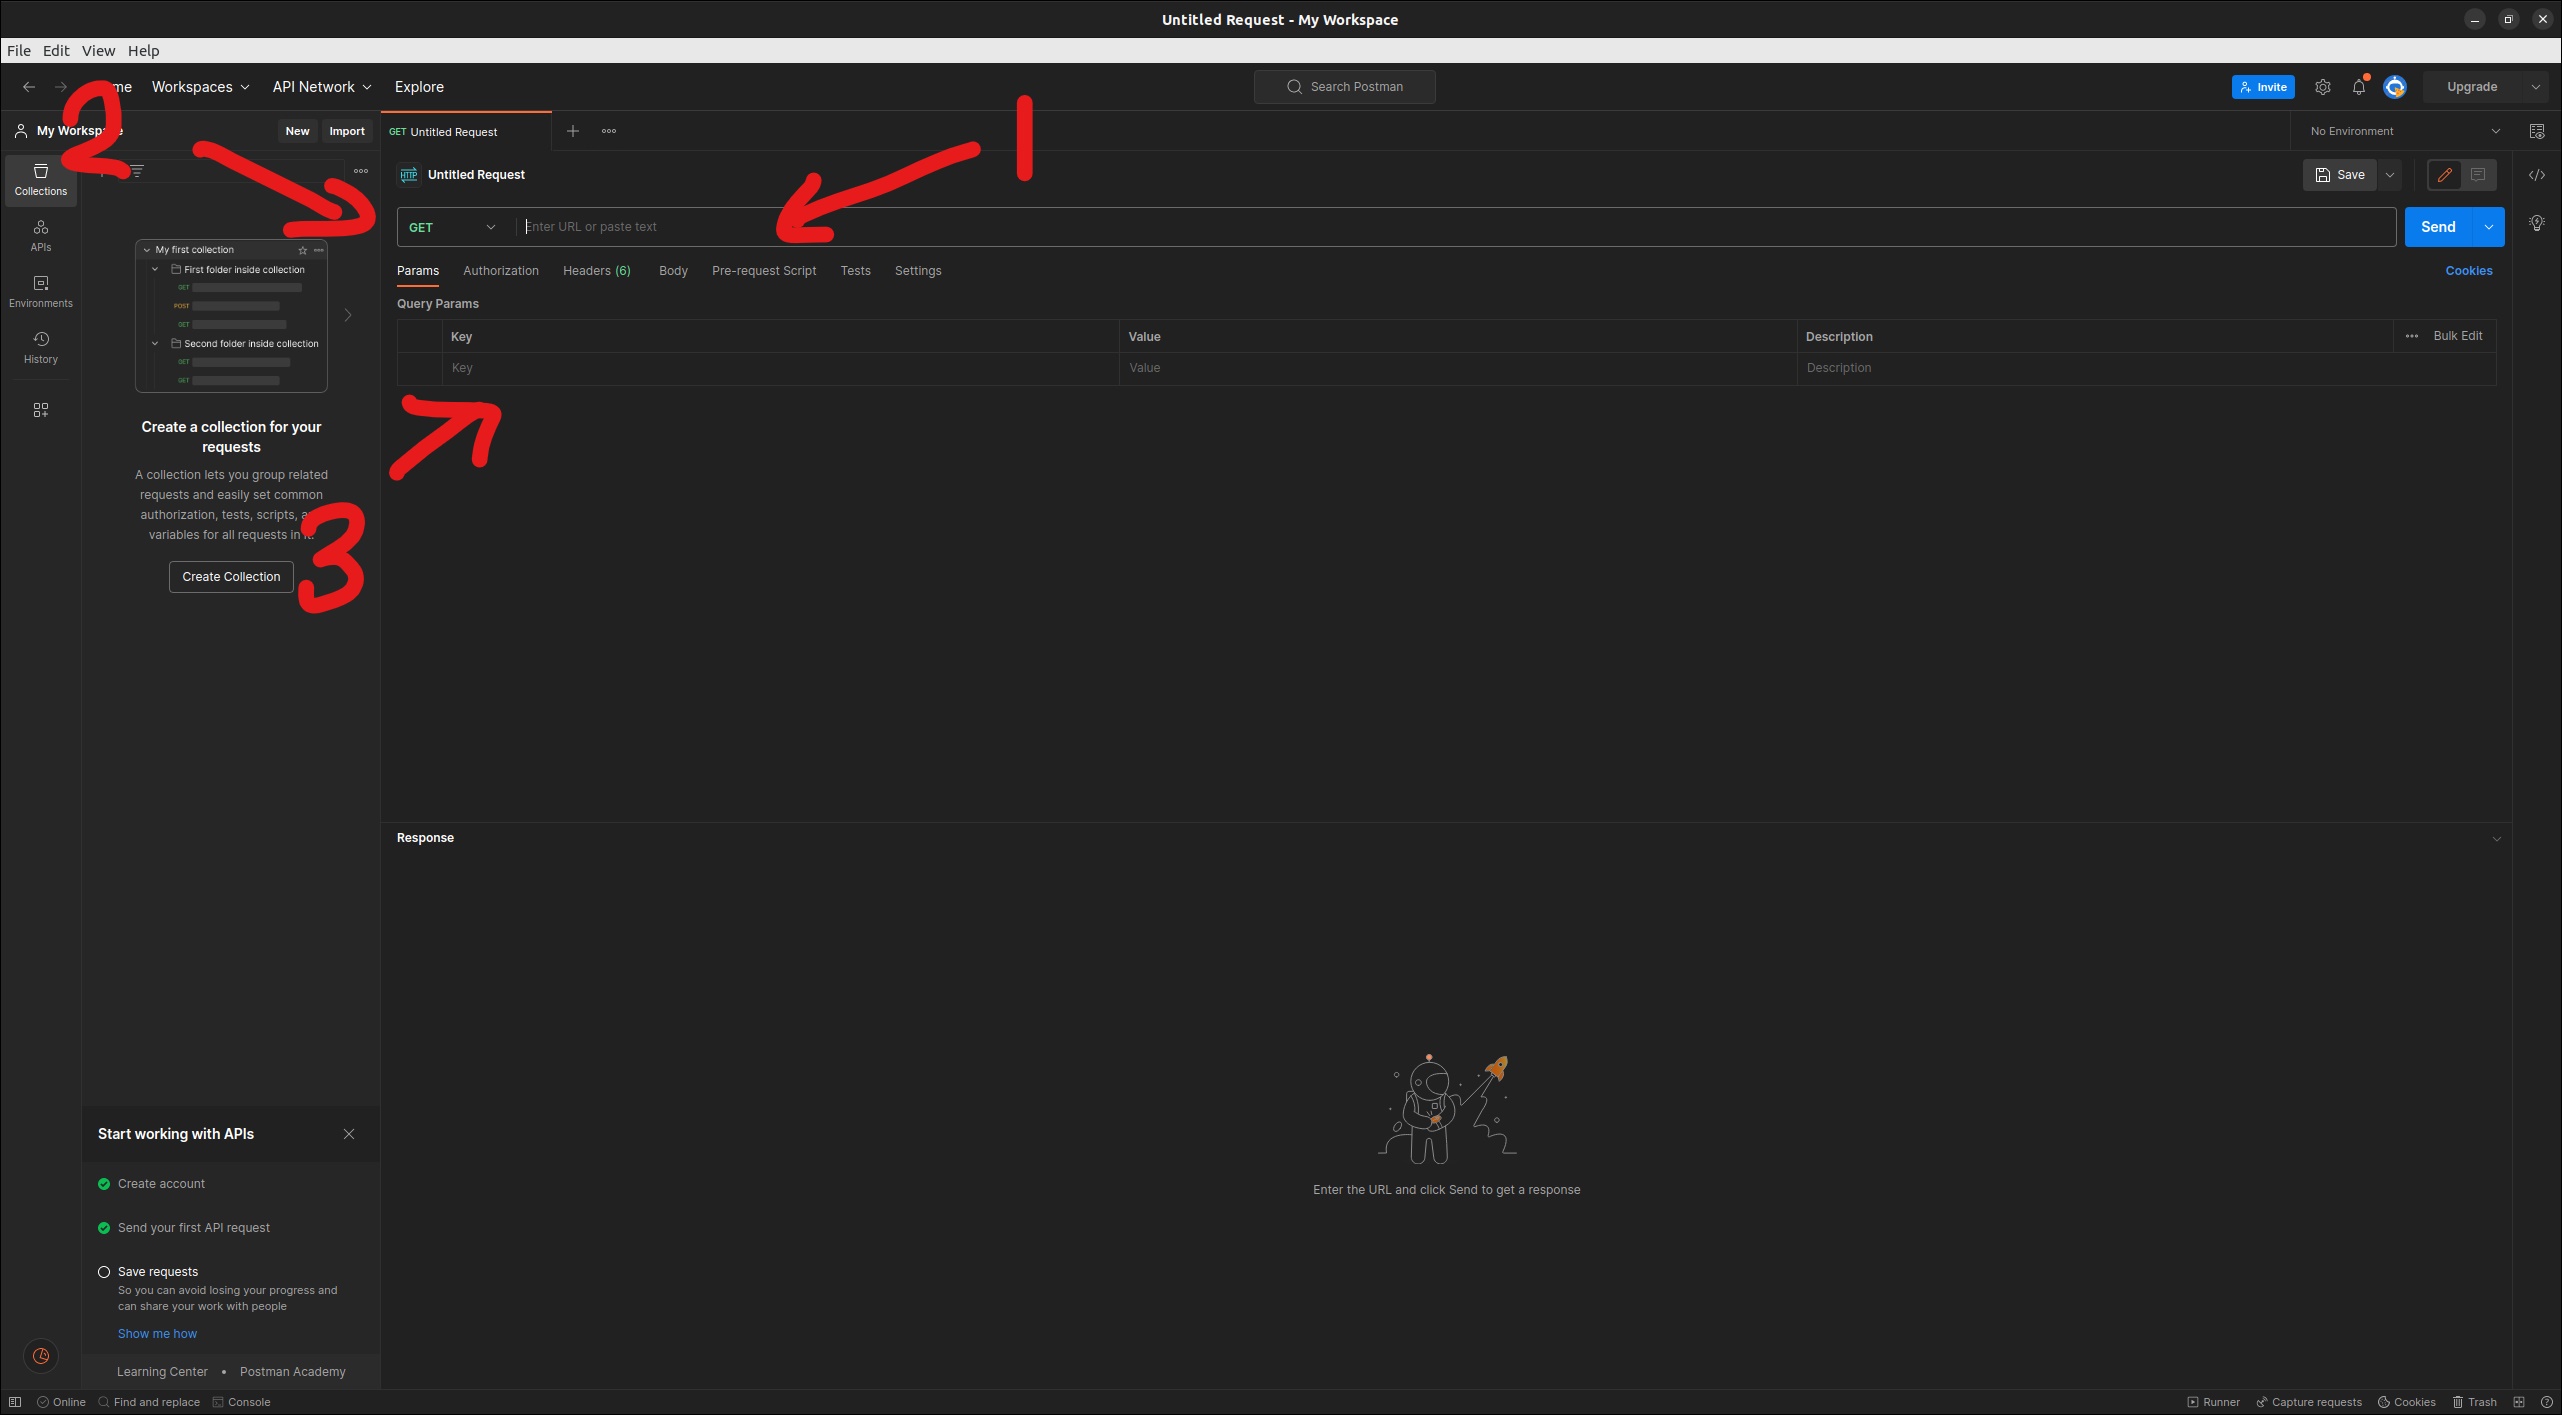 Untitled Request - My Workspace
File Edit View Help
me Workspaces API Network Explore
Search Postman
Invite
Upgrade
2
1
My Workspace
New Import
GET Untitled Request
No Environment
Collections
HTTP Untitled Request
Save
APIs
Environments
History
My first collection
First folder inside collection
GET
POST
GET
Second folder inside collection
GET
GET
Create a collection for your
requests
A collection lets you group related
requests and easily set common
authorization, tests, scripts,
variables for all requests in
3
Create Collection
GET Enter URL or paste text
Send
Params Authorization Headers (6) Body Pre-request Script Tests Settings
Cookies
Query Params
Key Value Description Bulk Edit
Key Value Description
Response
Enter the URL and click Send to get a response
Start working with APIs
Create account
Send your first API request
Save requests
So you can avoid losing your progress and
can share your work with people
Show me how
Learning Center • Postman Academy
Online Find and replace Console
Runner Capture requests Cookies Trash